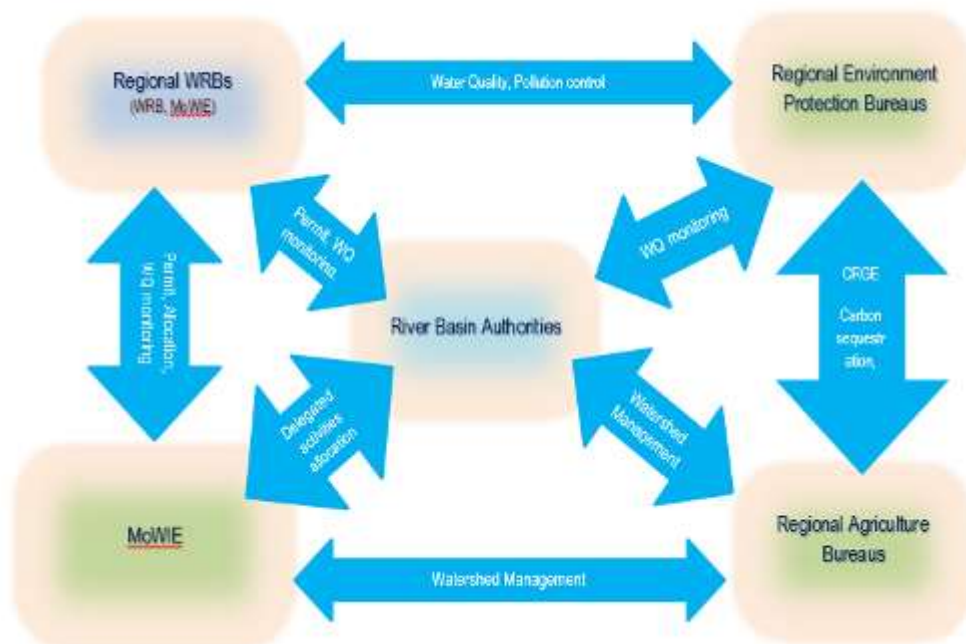 Regional WRBs
(WRB, MoWIE)
Water Quality, Pollution control
Regional Environment
Protection Bureaus
Permit, WQ
monitoring,
WQ monitoring
Permit, Allocation,
WQ monitoring
CRGE
Carbon
sequestr
ation,
River Basin Authorities
Delegated
activities
allocation
Watershed
Management
MoWIE
Regional Agriculture
Bureaus
Watershed Management